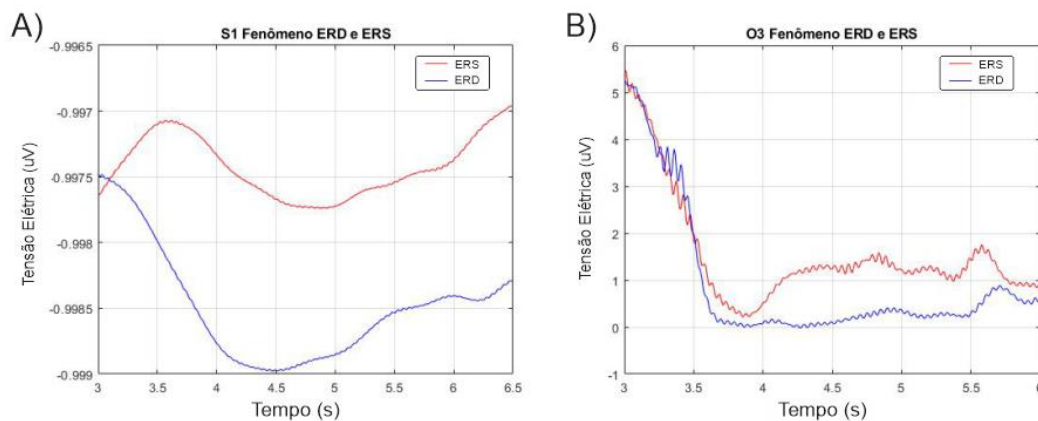 A)
S1 Fenômeno ERD e ERS
-0.9965
-0.997
-0.9975
-0.998
-0.9985
-0.999
Tensão Elétrica (uV)
ERS
ERD
3 3.5 4 4.5 5 5.5 6 6.5
Tempo (s)
B)
O3 Fenômeno ERD e ERS
6
5
4
3
2
1
0
-1
Tensão Elétrica (uV)
ERS
ERD
3 3.5 4 4.5 5 5.5 6
Tempo (s)